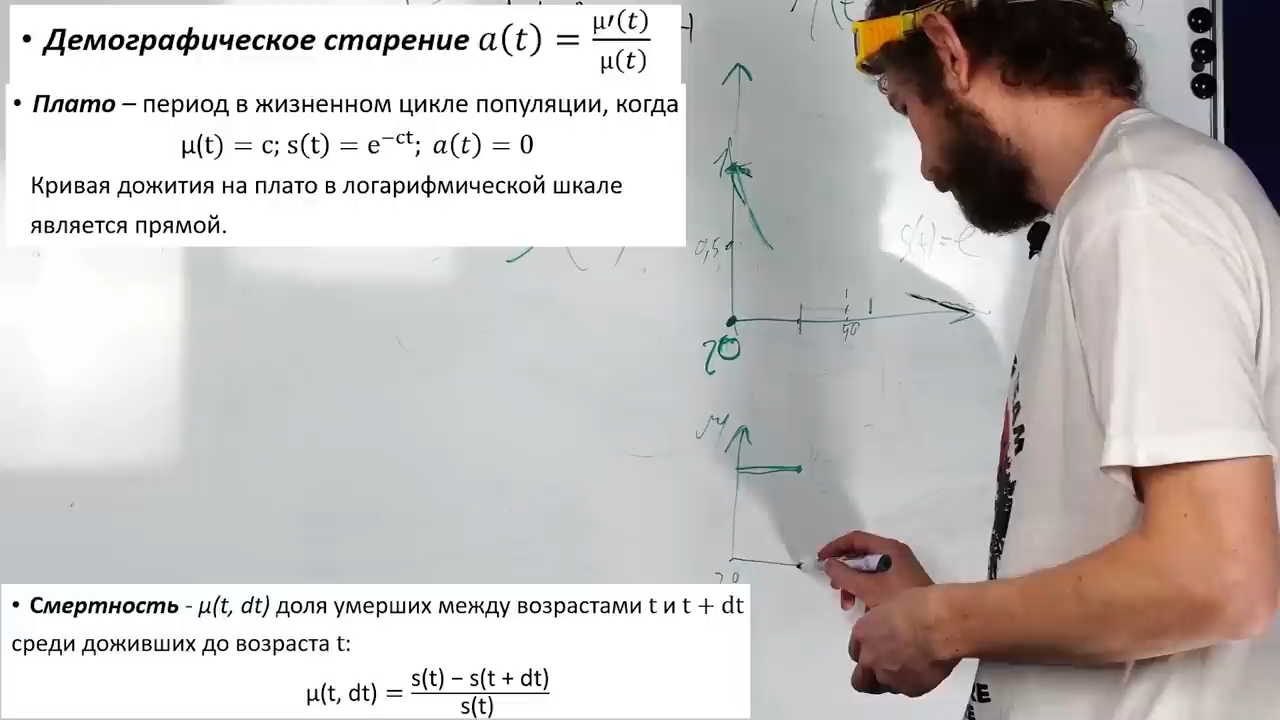 • Демографическое старение a(t) = μ′(t)/μ(t)
• Плато – период в жизненном цикле популяции, когда
μ(t) = c; s(t) = e^(−ct); a(t) = 0
Кривая дожития на плато в логарифмической шкале
является прямой.
1
0,5
s(t)=e
40
20
M
20
• Смертность - μ(t, dt) доля умерших между возрастами t и t + dt
среди доживших до возраста t:
μ(t, dt) = (s(t) − s(t + dt))/s(t)